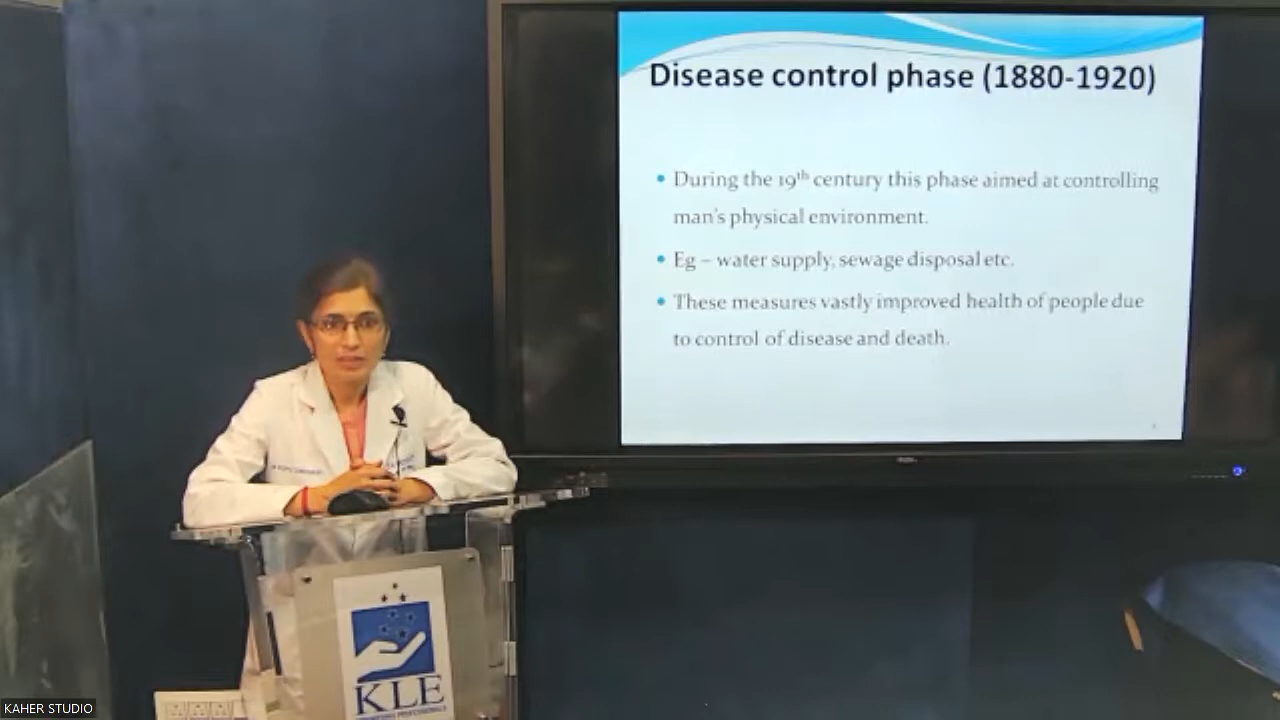 Disease control phase (1880-1920)
• During the 19th century this phase aimed at controlling
man's physical environment.
• Eg – water supply, sewage disposal etc.
• These measures vastly improved health of people due
to control of disease and death.
KLE
KAHER STUDIO